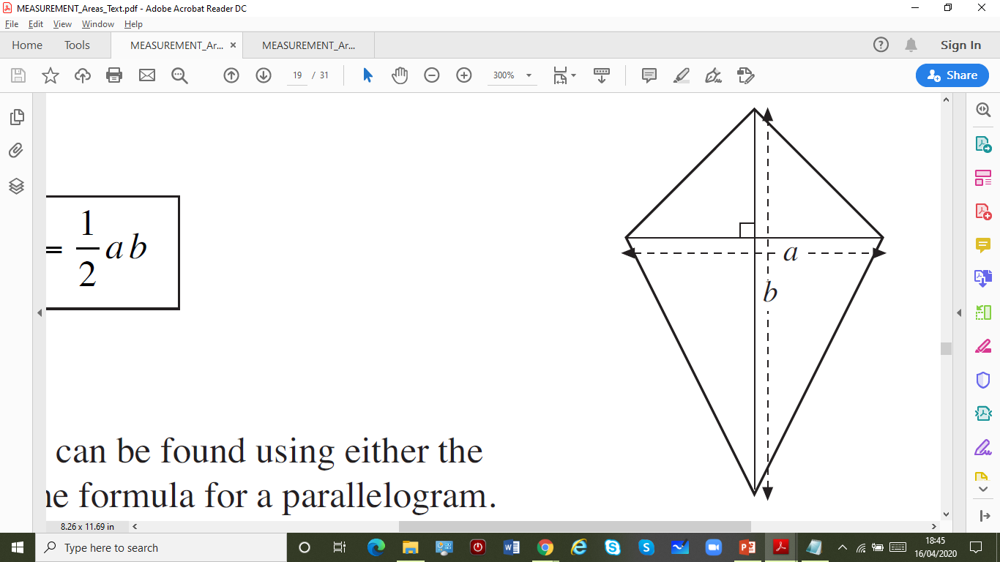 MEASUREMENT_Areas_Text.pdf - Adobe Acrobat Reader DC
File Edit View Window Help
Home Tools MEASUREMENT_Ar... × MEASUREMENT_Ar... ? Sign In
19 / 31 300% Share
= 1/2 a b
a
b
can be found using either the
ne formula for a parallelogram.
8.26 x 11.69 in
Type here to search
18:45
16/04/2020